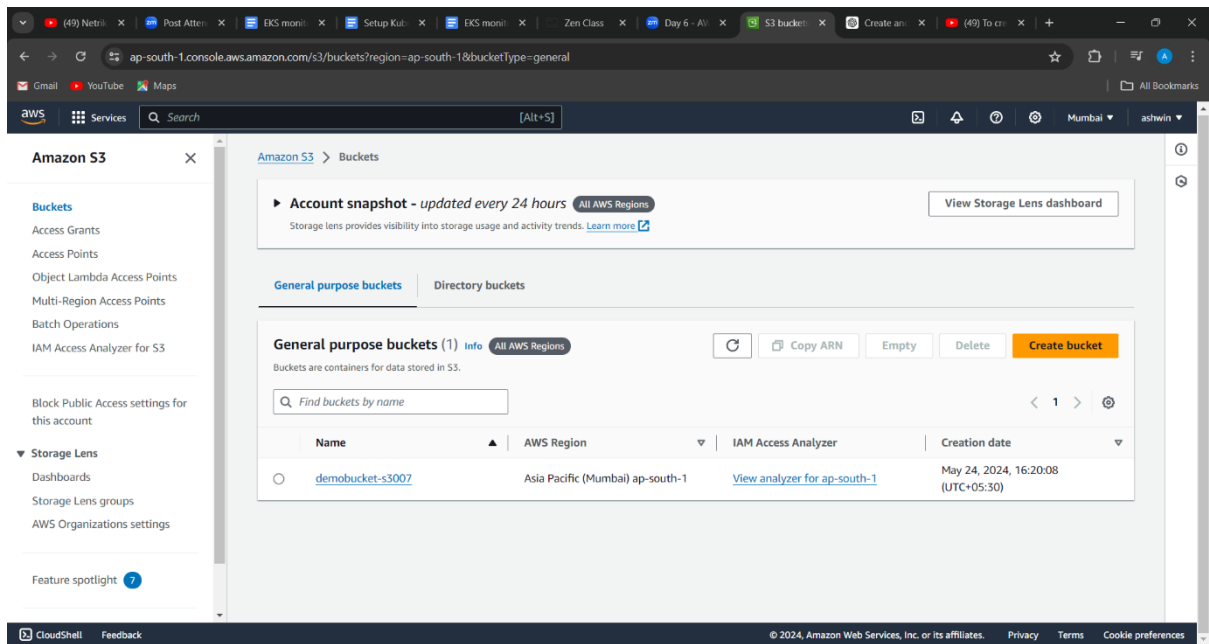 (49) Netrik
Post Atten
EKS monit
Setup Kub
EKS monit
Zen Class
Day 6 - AW
S3 bucket
Create an
(49) To cr
ap-south-1.console.aws.amazon.com/s3/buckets?region=ap-south-1&bucketType=general
A
Gmail YouTube Maps
All Bookmarks
aws Services Search [Alt+S] Mumbai ashwin
Amazon S3
Buckets
Access Grants
Access Points
Object Lambda Access Points
Multi-Region Access Points
Batch Operations
IAM Access Analyzer for S3
Block Public Access settings for
this account
Storage Lens
Dashboards
Storage Lens groups
AWS Organizations settings
Feature spotlight 7
Amazon S3 > Buckets
Account snapshot - updated every 24 hours All AWS Regions
View Storage Lens dashboard
Storage lens provides visibility into storage usage and activity trends. Learn more
General purpose buckets Directory buckets
General purpose buckets (1) Info All AWS Regions
Copy ARN Empty Delete Create bucket
Buckets are containers for data stored in S3.
Find buckets by name
1
Name AWS Region IAM Access Analyzer Creation date
demobucket-s3007 Asia Pacific (Mumbai) ap-south-1 View analyzer for ap-south-1 May 24, 2024, 16:20:08
(UTC+05:30)
CloudShell Feedback © 2024, Amazon Web Services, Inc. or its affiliates. Privacy Terms Cookie preferences